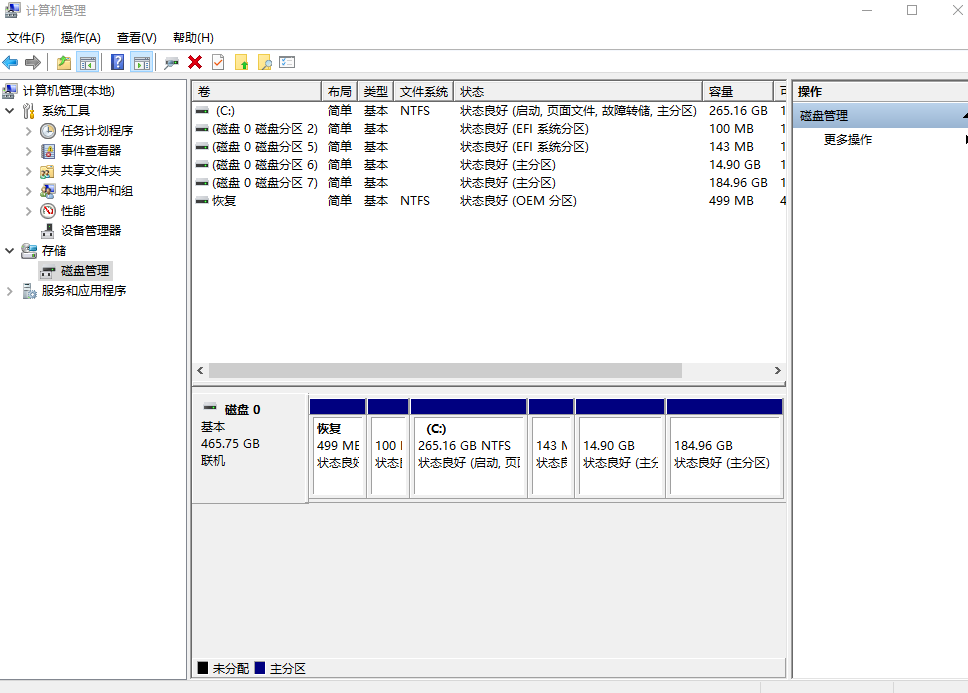 计算机管理
文件(F) 操作(A) 查看(V) 帮助(H)
计算机管理(本地)
系统工具
任务计划程序
事件查看器
共享文件夹
本地用户和组
性能
设备管理器
存储
磁盘管理
服务和应用程序
卷 布局 类型 文件系统 状态 容量
(C:) 简单 基本 NTFS 状态良好 (启动, 页面文件, 故障转储, 主分区) 265.16 GB 1
(磁盘 0 磁盘分区 2) 简单 基本 状态良好 (EFI 系统分区) 100 MB 1
(磁盘 0 磁盘分区 5) 简单 基本 状态良好 (EFI 系统分区) 143 MB 1
(磁盘 0 磁盘分区 6) 简单 基本 状态良好 (主分区) 14.90 GB 1
(磁盘 0 磁盘分区 7) 简单 基本 状态良好 (主分区) 184.96 GB 1
恢复 简单 基本 NTFS 状态良好 (OEM 分区) 499 MB 4
磁盘 0
基本
465.75 GB
联机
恢复
499 ME
状态良好
100
状态
(C:)
265.16 GB NTFS
状态良好 (启动, 页
143
状态良
14.90 GB
状态良好 (主分
184.96 GB
状态良好 (主分区)
未分配 主分区
操作
磁盘管理
更多操作